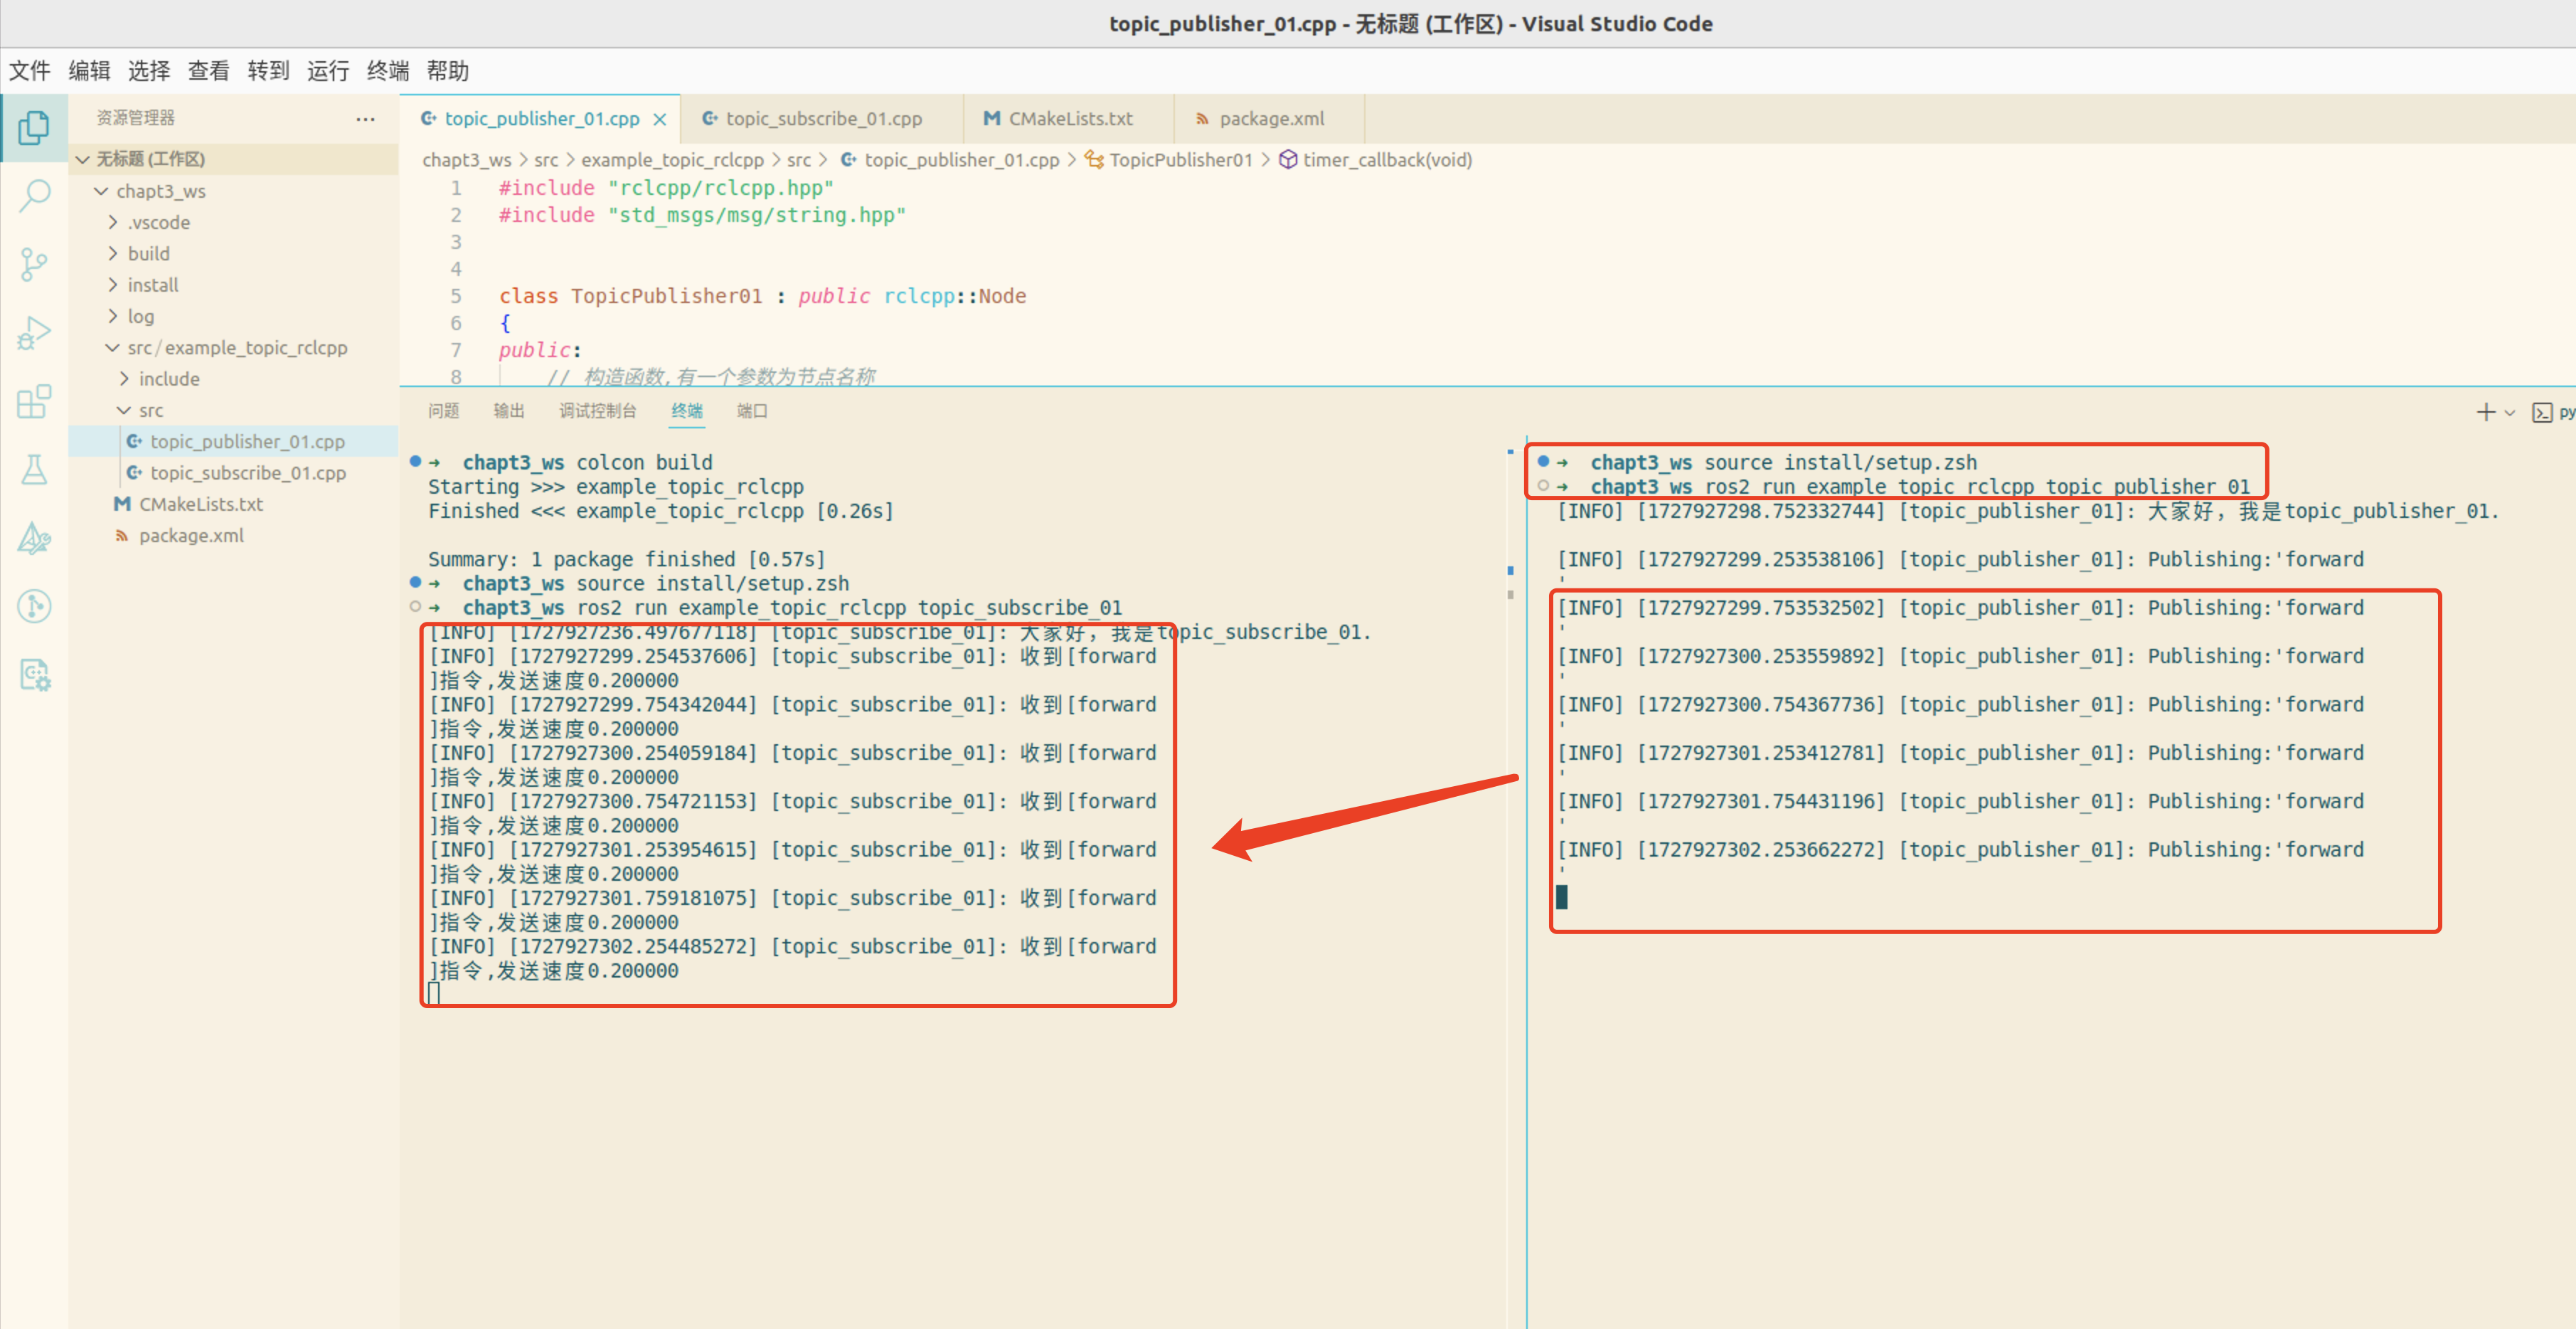 topic_publisher_01.cpp - 无标题 (工作区) - Visual Studio Code
文件 编辑 选择 查看 转到 运行 终端 帮助
资源管理器 ...
无标题 (工作区)
chapt3_ws
.vscode
build
install
log
src/example_topic_rclcpp
include
src
topic_publisher_01.cpp
topic_subscribe_01.cpp
CMakeLists.txt
package.xml
topic_publisher_01.cpp topic_subscribe_01.cpp CMakeLists.txt package.xml
chapt3_ws > src > example_topic_rclcpp > src > topic_publisher_01.cpp > TopicPublisher01 > timer_callback(void)
1 #include "rclcpp/rclcpp.hpp"
2 #include "std_msgs/msg/string.hpp"
3
4
5 class TopicPublisher01 : public rclcpp::Node
6 {
7 public:
8 // 构造函数,有一个参数为节点名称
问题 输出 调试控制台 终端 端口
py
chapt3_ws colcon build
Starting >>> example_topic_rclcpp
Finished <<< example_topic_rclcpp [0.26s]
Summary: 1 package finished [0.57s]
chapt3_ws source install/setup.zsh
chapt3_ws ros2 run example_topic_rclcpp topic_subscribe_01
[INFO] [1727927236.497677118] [topic_subscribe_01]: 大家好，我是topic_subscribe_01.
[INFO] [1727927299.254537606] [topic_subscribe_01]: 收到[forward
]指令,发送速度0.200000
[INFO] [1727927299.754342044] [topic_subscribe_01]: 收到[forward
]指令,发送速度0.200000
[INFO] [1727927300.254059184] [topic_subscribe_01]: 收到[forward
]指令,发送速度0.200000
[INFO] [1727927300.754721153] [topic_subscribe_01]: 收到[forward
]指令,发送速度0.200000
[INFO] [1727927301.253954615] [topic_subscribe_01]: 收到[forward
]指令,发送速度0.200000
[INFO] [1727927301.759181075] [topic_subscribe_01]: 收到[forward
]指令,发送速度0.200000
[INFO] [1727927302.254485272] [topic_subscribe_01]: 收到[forward
]指令,发送速度0.200000
chapt3_ws source install/setup.zsh
chapt3_ws ros2 run example_topic_rclcpp topic_publisher_01
[INFO] [1727927298.752332744] [topic_publisher_01]: 大家好，我是topic_publisher_01.
[INFO] [1727927299.253538106] [topic_publisher_01]: Publishing:'forward
'
[INFO] [1727927299.753532502] [topic_publisher_01]: Publishing:'forward
'
[INFO] [1727927300.253559892] [topic_publisher_01]: Publishing:'forward
'
[INFO] [1727927300.754367736] [topic_publisher_01]: Publishing:'forward
'
[INFO] [1727927301.253412781] [topic_publisher_01]: Publishing:'forward
'
[INFO] [1727927301.754431196] [topic_publisher_01]: Publishing:'forward
'
[INFO] [1727927302.253662272] [topic_publisher_01]: Publishing:'forward
'